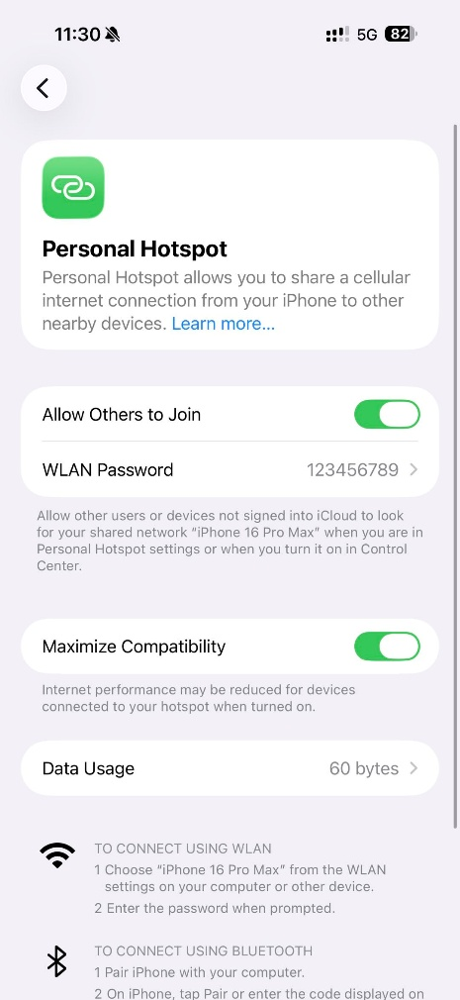 11:30
5G
82
Personal Hotspot
Personal Hotspot allows you to share a cellular
internet connection from your iPhone to other
nearby devices. Learn more...
Allow Others to Join
WLAN Password 123456789
Allow other users or devices not signed into iCloud to look
for your shared network “iPhone 16 Pro Max” when you are in
Personal Hotspot settings or when you turn it on in Control
Center.
Maximize Compatibility
Internet performance may be reduced for devices
connected to your hotspot when turned on.
Data Usage 60 bytes
TO CONNECT USING WLAN
1 Choose “iPhone 16 Pro Max” from the WLAN
settings on your computer or other device.
2 Enter the password when prompted.
TO CONNECT USING BLUETOOTH
1 Pair iPhone with your computer.
2 On iPhone, tap Pair or enter the code displayed on